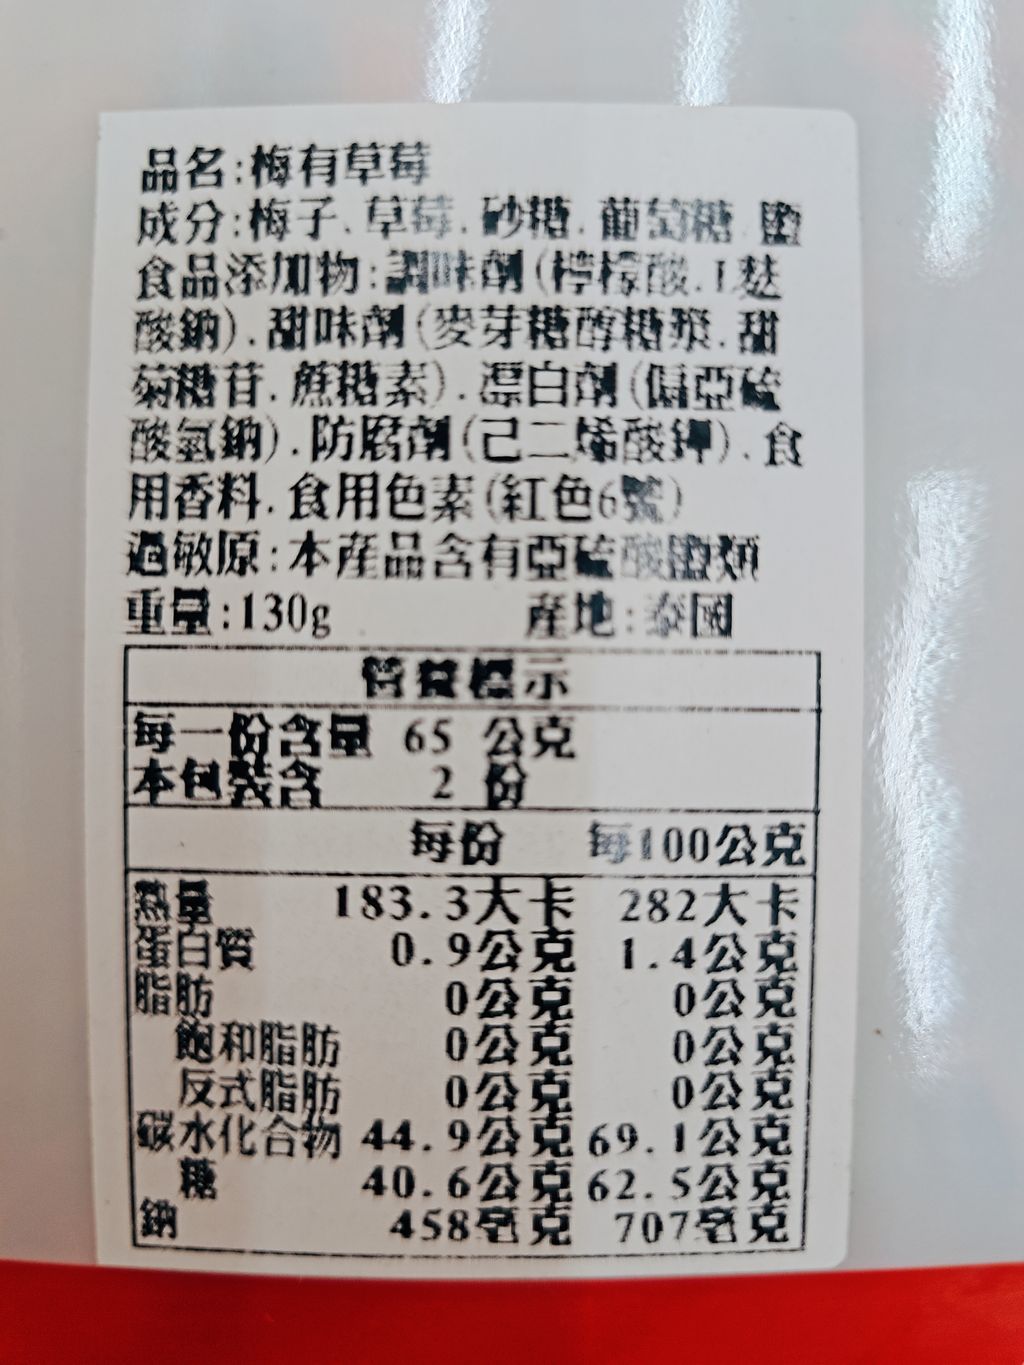 品名:梅有草莓
成分:梅子、草莓.砂糖.葡萄糖.鹽
食品添加物:調味劑(檸檬酸.L麩
酸鈉).甜味劑(麥芽糖醇糖漿.甜
菊糖苷.蔗糖素).漂白劑(偏亞硫
酸氫鈉).防腐劑(己二烯酸鉀).食
用香料.食用色素(紅色6號)
過敏原:本產品含有亞硫酸鹽類
重量:130g 產地:泰國
營養標示
每一份含量 65 公克
本包裝含 2 份
每份 每100公克
熱量 183.3大卡 282大卡
蛋白質 0.9公克 1.4公克
脂肪 0公克 0公克
飽和脂肪 0公克 0公克
反式脂肪 0公克 0公克
碳水化合物 44.9公克 69.1公克
糖 40.6公克 62.5公克
鈉 458毫克 707毫克